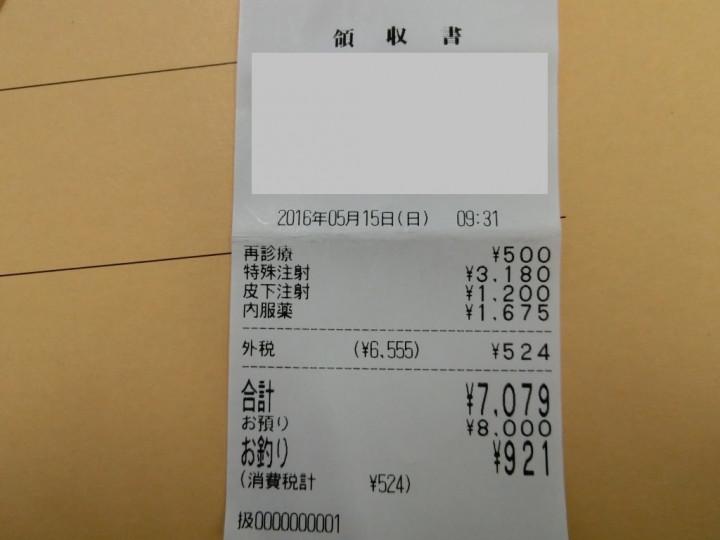 領 収 書
2016年05月15日(日) 09:31
再診療 ¥500
特殊注射 ¥3,180
皮下注射 ¥1,200
内服薬 ¥1,675
外税 (¥6,555) ¥524
合計 ¥7,079
お預り ¥8,000
お釣り ¥921
(消費税計 ¥524)
扱0000000001